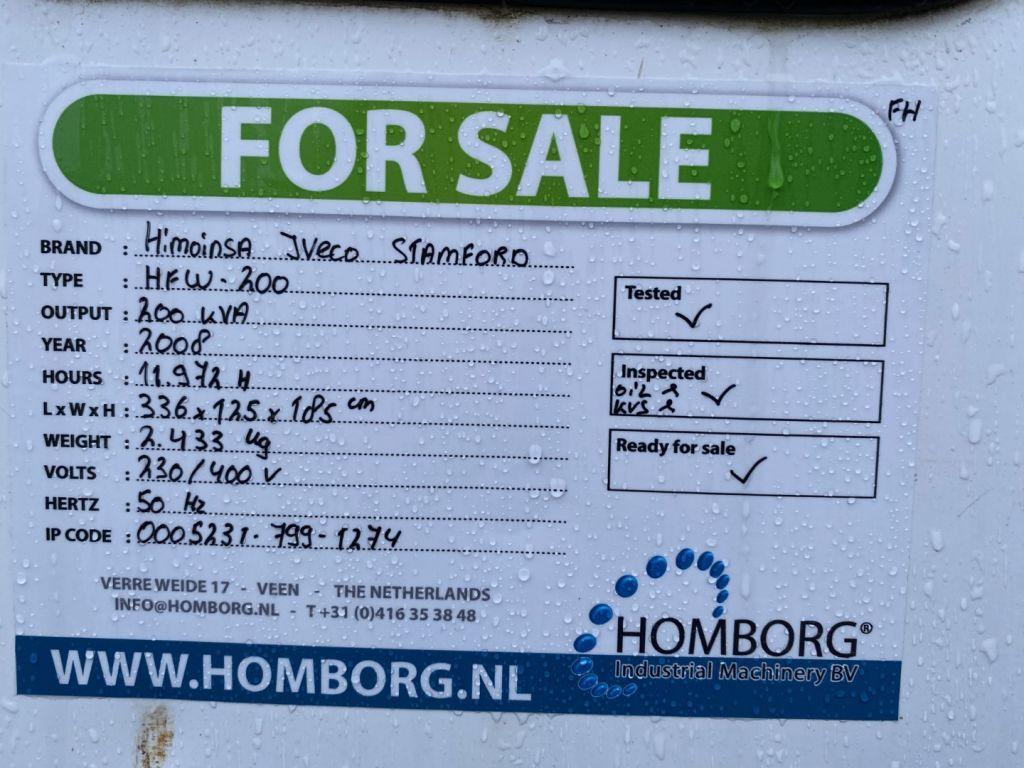 FOR SALE
FH
BRAND : HimoinSA IVeco STAMFORD
TYPE : HFW-200
OUTPUT : 200 kVA
YEAR : 2008
HOURS : 11.972 H
L x W x H : 336 x 125 x 185 cm
WEIGHT : 2.433 kg
VOLTS : 230/400 V
HERTZ : 50 Hz
IP CODE : 0005231-799-1274
Tested ✓
Inspected
OIL
KVS
✓
Ready for sale
✓
VERRE WEIDE 17 - VEEN - THE NETHERLANDS
INFO@HOMBORG.NL - T +31 (0)416 35 38 48
HOMBORG®
Industrial Machinery BV
WWW.HOMBORG.NL